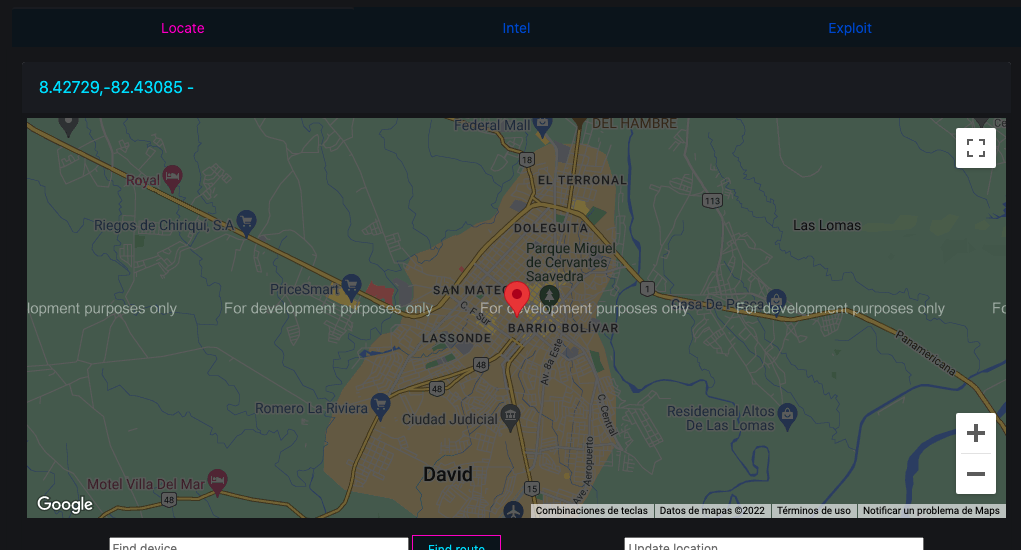 Locate
Intel
Exploit
8.42729,-82.43085 -
Federal Mall
DEL HAMBRE
18
EL TERRONAL
Royal
113
Riegos de Chiriquí, S.A
Las Lomas
DOLEGUITA
Parque Miguel
de Cervantes
Saavedra
PriceSmart
SAN MATEO
1
Casa De Pesca
lopment purposes only
For development purposes only
For development purposes only
For development purposes only
Fo
C. F Sur
BARRIO BOLÍVAR
LASSONDE
Panamericana
48
Av. 8a Este
48
Romero La Riviera
Ciudad Judicial
C. Central
Residencial Altos
De Las Lomas
David
Av. Aeropuerto
Motel Villa Del Mar
48
15
Google
Combinaciones de teclas
Datos de mapas ©2022
Términos de uso
Notificar un problema de Maps
Find device
Find route
Update location